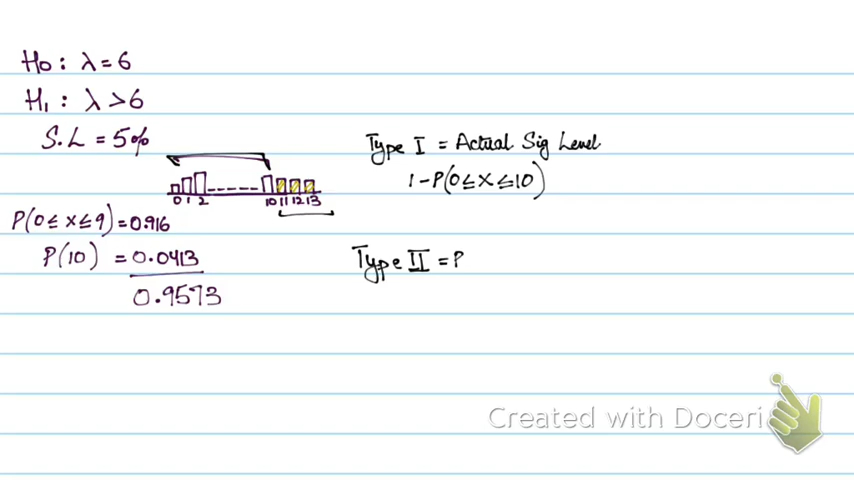 H0 : λ = 6
H1 : λ > 6
S.L = 5%
Type I = Actual Sig Level
1 - P(0 ≤ X ≤ 10)
0 1 2 10 11 12 13
P(0 ≤ X ≤ 9) = 0.916
P(10) = 0.0413
0.9573
Type II = P
Created with Doceri